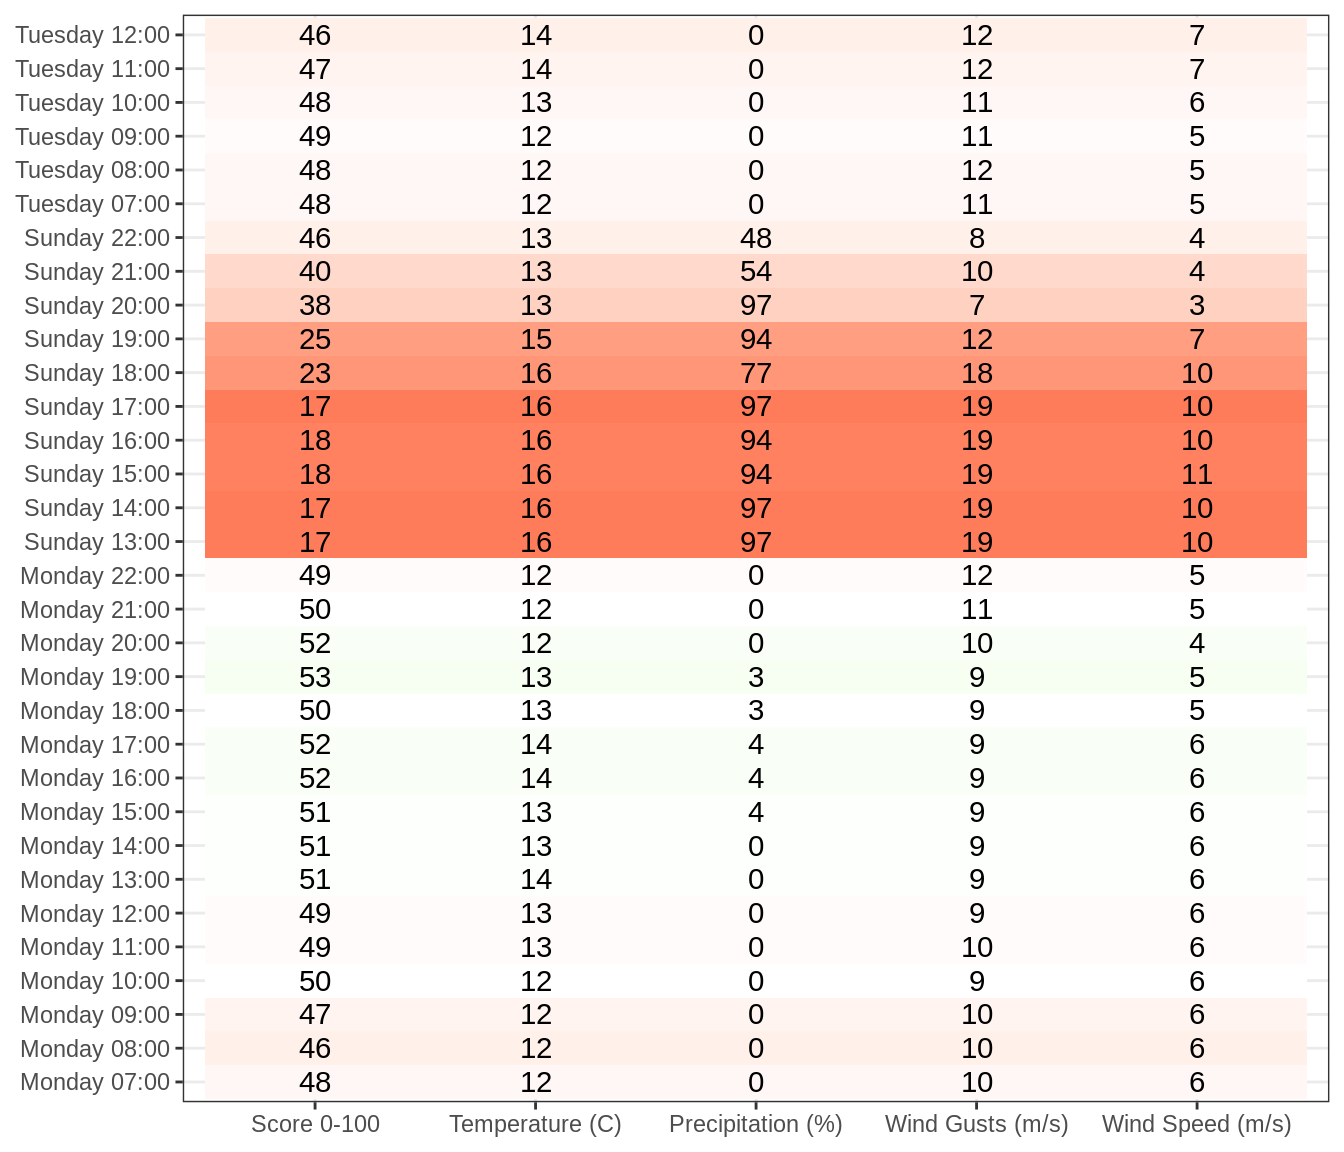 Tuesday 12:00 46 14 0 12 7
Tuesday 11:00 47 14 0 12 7
Tuesday 10:00 48 13 0 11 6
Tuesday 09:00 49 12 0 11 5
Tuesday 08:00 48 12 0 12 5
Tuesday 07:00 48 12 0 11 5
Sunday 22:00 46 13 48 8 4
Sunday 21:00 40 13 54 10 4
Sunday 20:00 38 13 97 7 3
Sunday 19:00 25 15 94 12 7
Sunday 18:00 23 16 77 18 10
Sunday 17:00 17 16 97 19 10
Sunday 16:00 18 16 94 19 10
Sunday 15:00 18 16 94 19 11
Sunday 14:00 17 16 97 19 10
Sunday 13:00 17 16 97 19 10
Monday 22:00 49 12 0 12 5
Monday 21:00 50 12 0 11 5
Monday 20:00 52 12 0 10 4
Monday 19:00 53 13 3 9 5
Monday 18:00 50 13 3 9 5
Monday 17:00 52 14 4 9 6
Monday 16:00 52 14 4 9 6
Monday 15:00 51 13 4 9 6
Monday 14:00 51 13 0 9 6
Monday 13:00 51 14 0 9 6
Monday 12:00 49 13 0 9 6
Monday 11:00 49 13 0 10 6
Monday 10:00 50 12 0 9 6
Monday 09:00 47 12 0 10 6
Monday 08:00 46 12 0 10 6
Monday 07:00 48 12 0 10 6
Score 0-100 Temperature (C) Precipitation (%) Wind Gusts (m/s) Wind Speed (m/s)